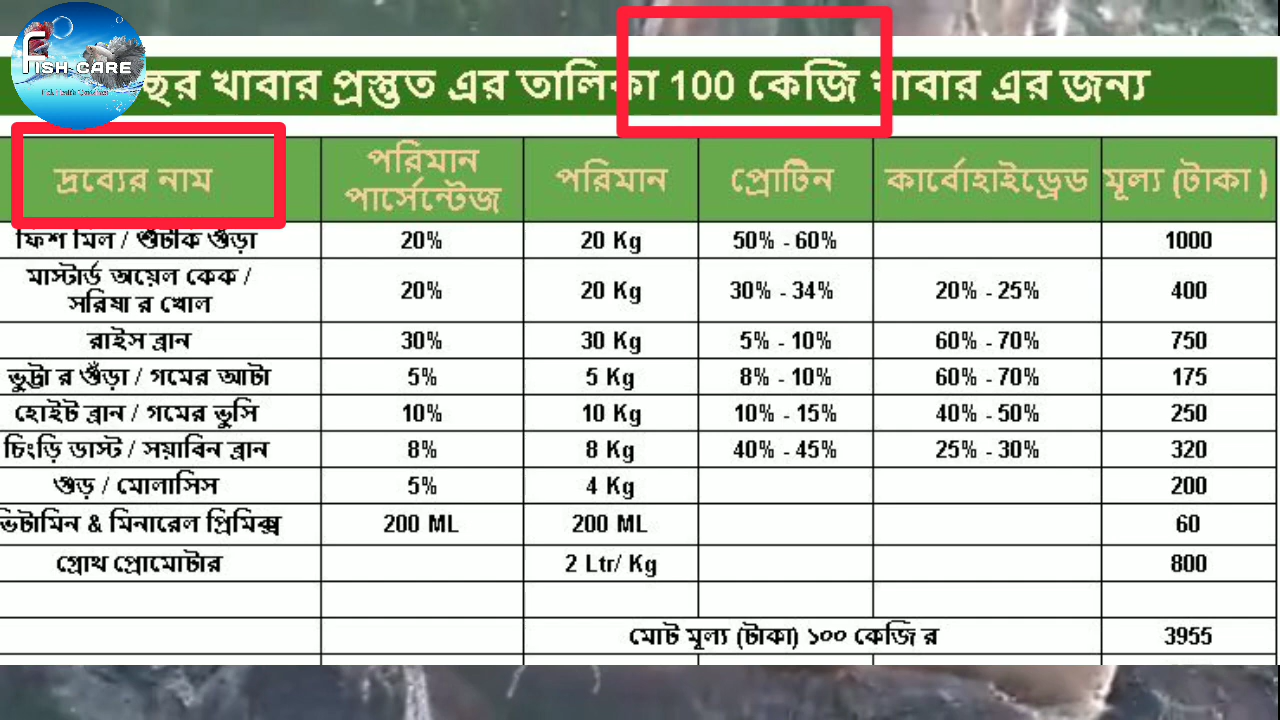 FISH-CARE
ছর খাবার প্রস্তুত এর তালিকা 100 কেজি খাবার এর জন্য
দ্রব্যের নাম পরিমান পার্সেন্টেজ পরিমান প্রোটিন কার্বোহাইড্রেড মূল্য (টাকা )
ফিশ মিল / শুঁটকি গুঁড়া 20% 20 Kg 50% - 60% 1000
মাস্টার্ড অয়েল কেক /
সরিষা র খোল 20% 20 Kg 30% - 34% 20% - 25% 400
রাইস ব্রান 30% 30 Kg 5% - 10% 60% - 70% 750
ভুট্টা র গুঁড়া / গমের আটা 5% 5 Kg 8% - 10% 60% - 70% 175
হোইট ব্রান / গমের ভুসি 10% 10 Kg 10% - 15% 40% - 50% 250
চিংড়ি ডাস্ট / সয়াবিন ব্রান 8% 8 Kg 40% - 45% 25% - 30% 320
গুড় / মোলাসিস 5% 4 Kg 200
ভিটামিন & মিনারেল প্রিমিক্স 200 ML 200 ML 60
গ্রোথ প্রোমোটার 2 Ltr/ Kg 800
মোট মূল্য (টাকা) ১০০ কেজি র 3955